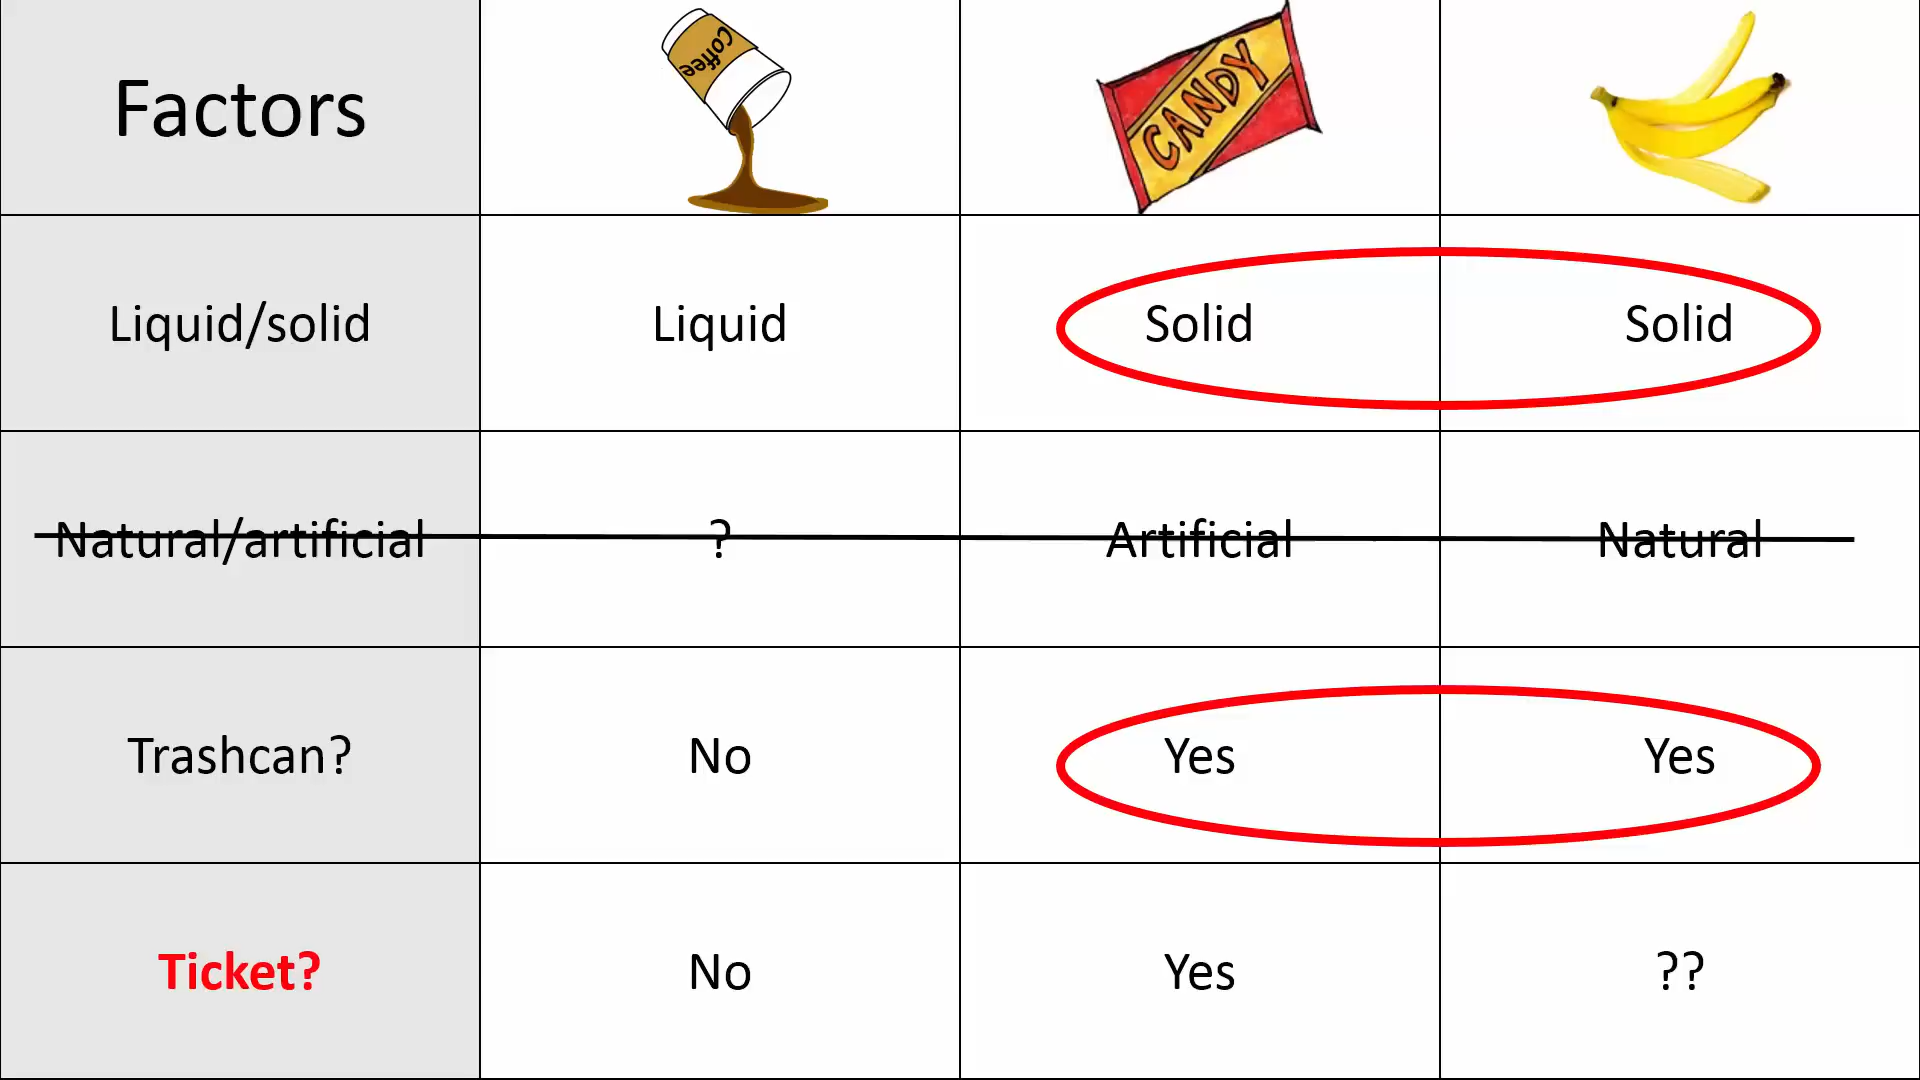 Factors
Coffee
CANDY
Liquid/solid
Liquid
Solid
Solid
Natural/artificial
?
Artificial
Natural
Trashcan?
No
Yes
Yes
Ticket?
No
Yes
??